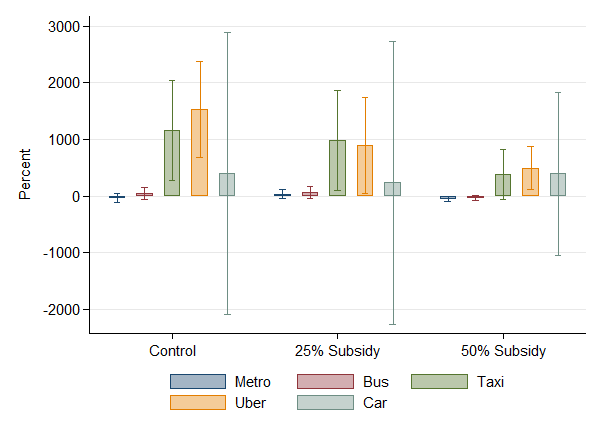 3000
2000
1000
0
-1000
-2000
Percent
Control 25% Subsidy 50% Subsidy
Metro Bus Taxi
Uber Car